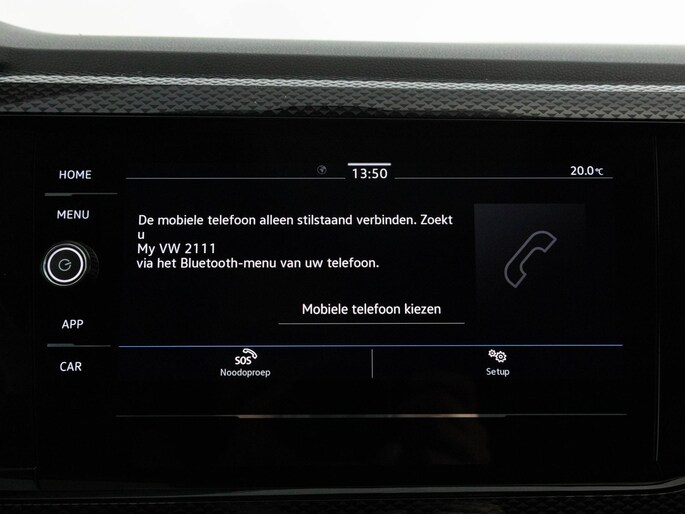 HOME
13:50
20.0°C
MENU
De mobiele telefoon alleen stilstaand verbinden. Zoekt
u
My VW 2111
via het Bluetooth-menu van uw telefoon.
Mobiele telefoon kiezen
APP
CAR
SOS
Noodoproep
Setup